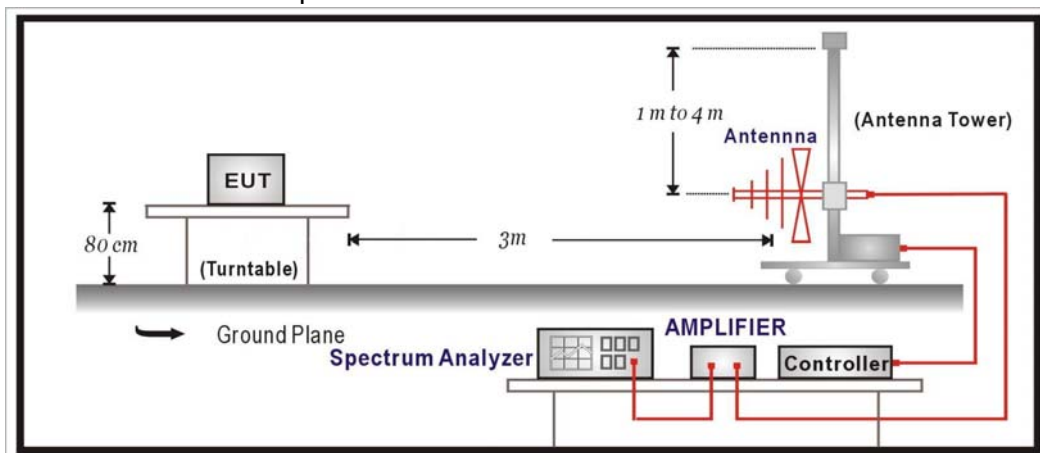 1 m to 4 m
(Antenna Tower)
Antennna
EUT
80 cm
3m
(Turntable)
Ground Plane
AMPLIFIER
Spectrum Analyzer
Controller